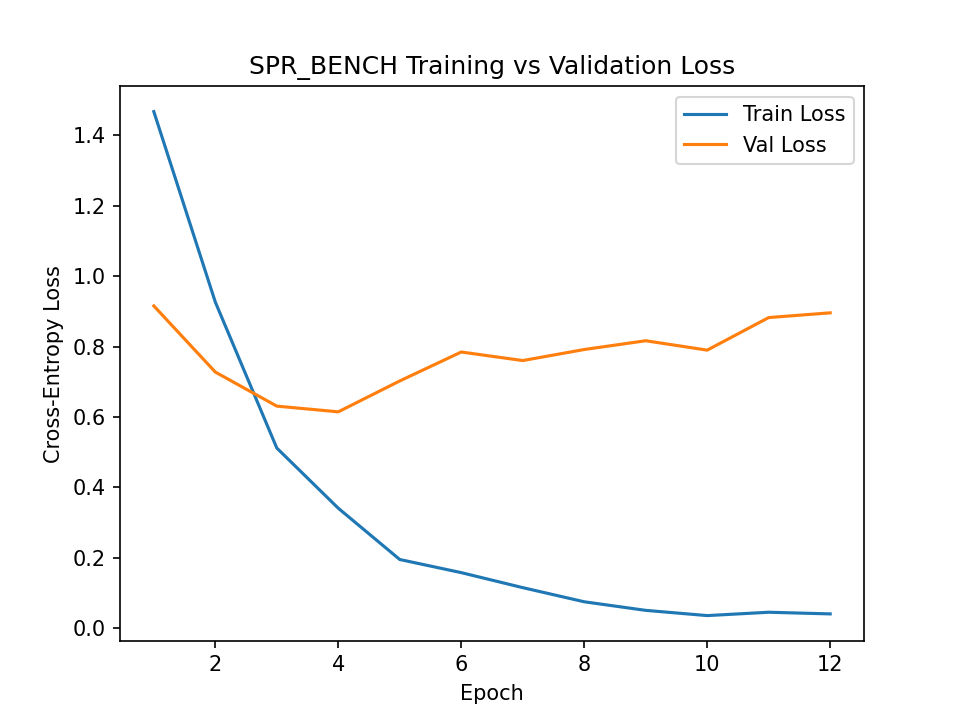 SPR_BENCH Training vs Validation Loss
Train Loss
Val Loss
Cross-Entropy Loss
1.4
1.2
1.0
0.8
0.6
0.4
0.2
0.0
2 4 6 8 10 12
Epoch